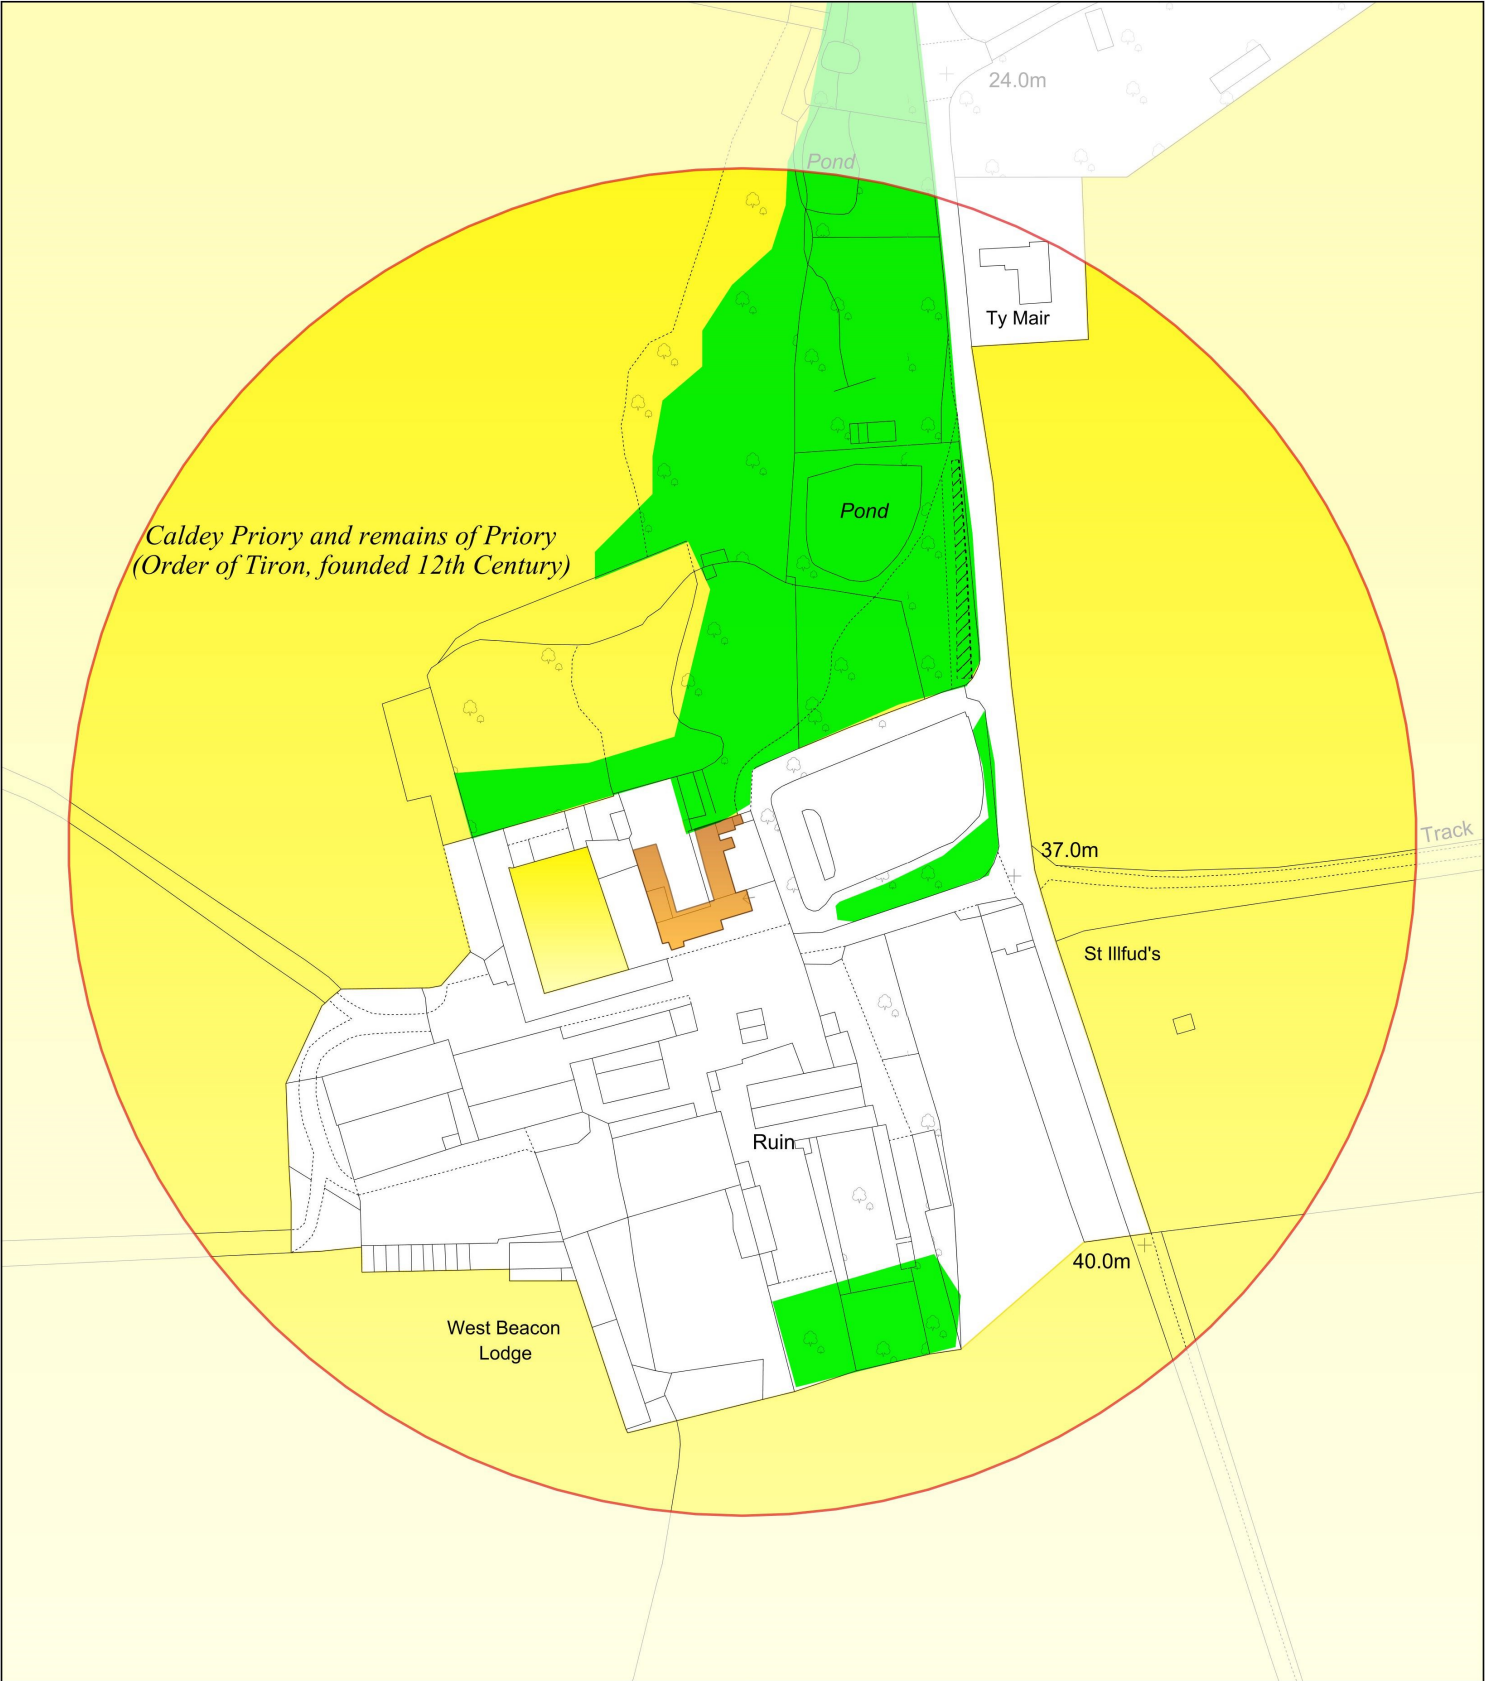 24.0m
Pond
Ty Mair
Pond
Caldey Priory and remains of Priory
(Order of Tiron, founded 12th Century)
Track
37.0m
St Illfud's
Ruin
40.0m
West Beacon
Lodge